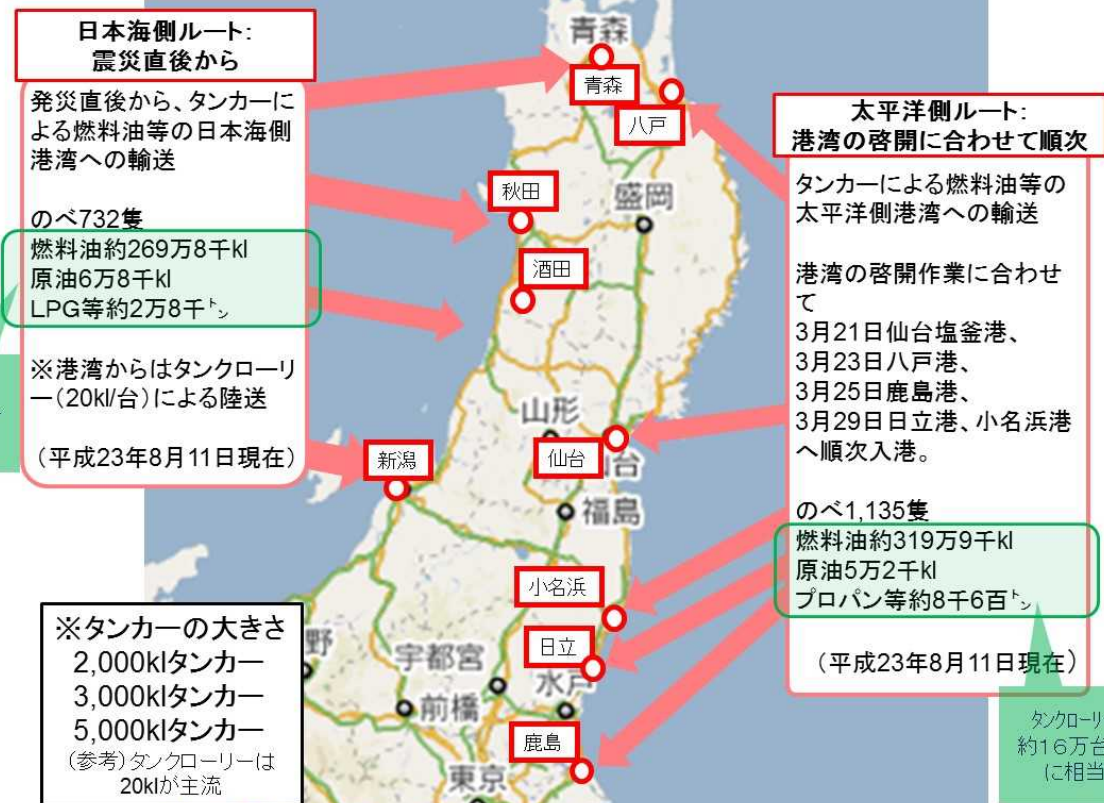 日本海側ルート:
震災直後から
発災直後から、タンカーに
よる燃料油等の日本海側
港湾への輸送
のべ732隻
燃料油約269万8千kl
原油6万8千kl
LPG等約2万8千㌧
※港湾からはタンクローリ
ー(20kl/台)による陸送
(平成23年8月11日現在)
※タンカーの大きさ
2,000klタンカー
3,000klタンカー
5,000klタンカー
(参考)タンクローリーは
20klが主流
青森
青森
八戸
秋田
盛岡
酒田
山形
仙台
台
新潟
福島
小名浜
日立
野
宇都宮
水戸
前橋
鹿島
東京
太平洋側ルート:
港湾の啓開に合わせて順次
タンカーによる燃料油等の
太平洋側港湾への輸送
港湾の啓開作業に合わせ
て
3月21日仙台塩釜港、
3月23日八戸港、
3月25日鹿島港、
3月29日日立港、小名浜港
へ順次入港。
のべ1,135隻
燃料油約319万9千kl
原油5万2千kl
プロパン等約8千6百㌧
(平成23年8月11日現在)
タンクローリ
約16万台
に相当